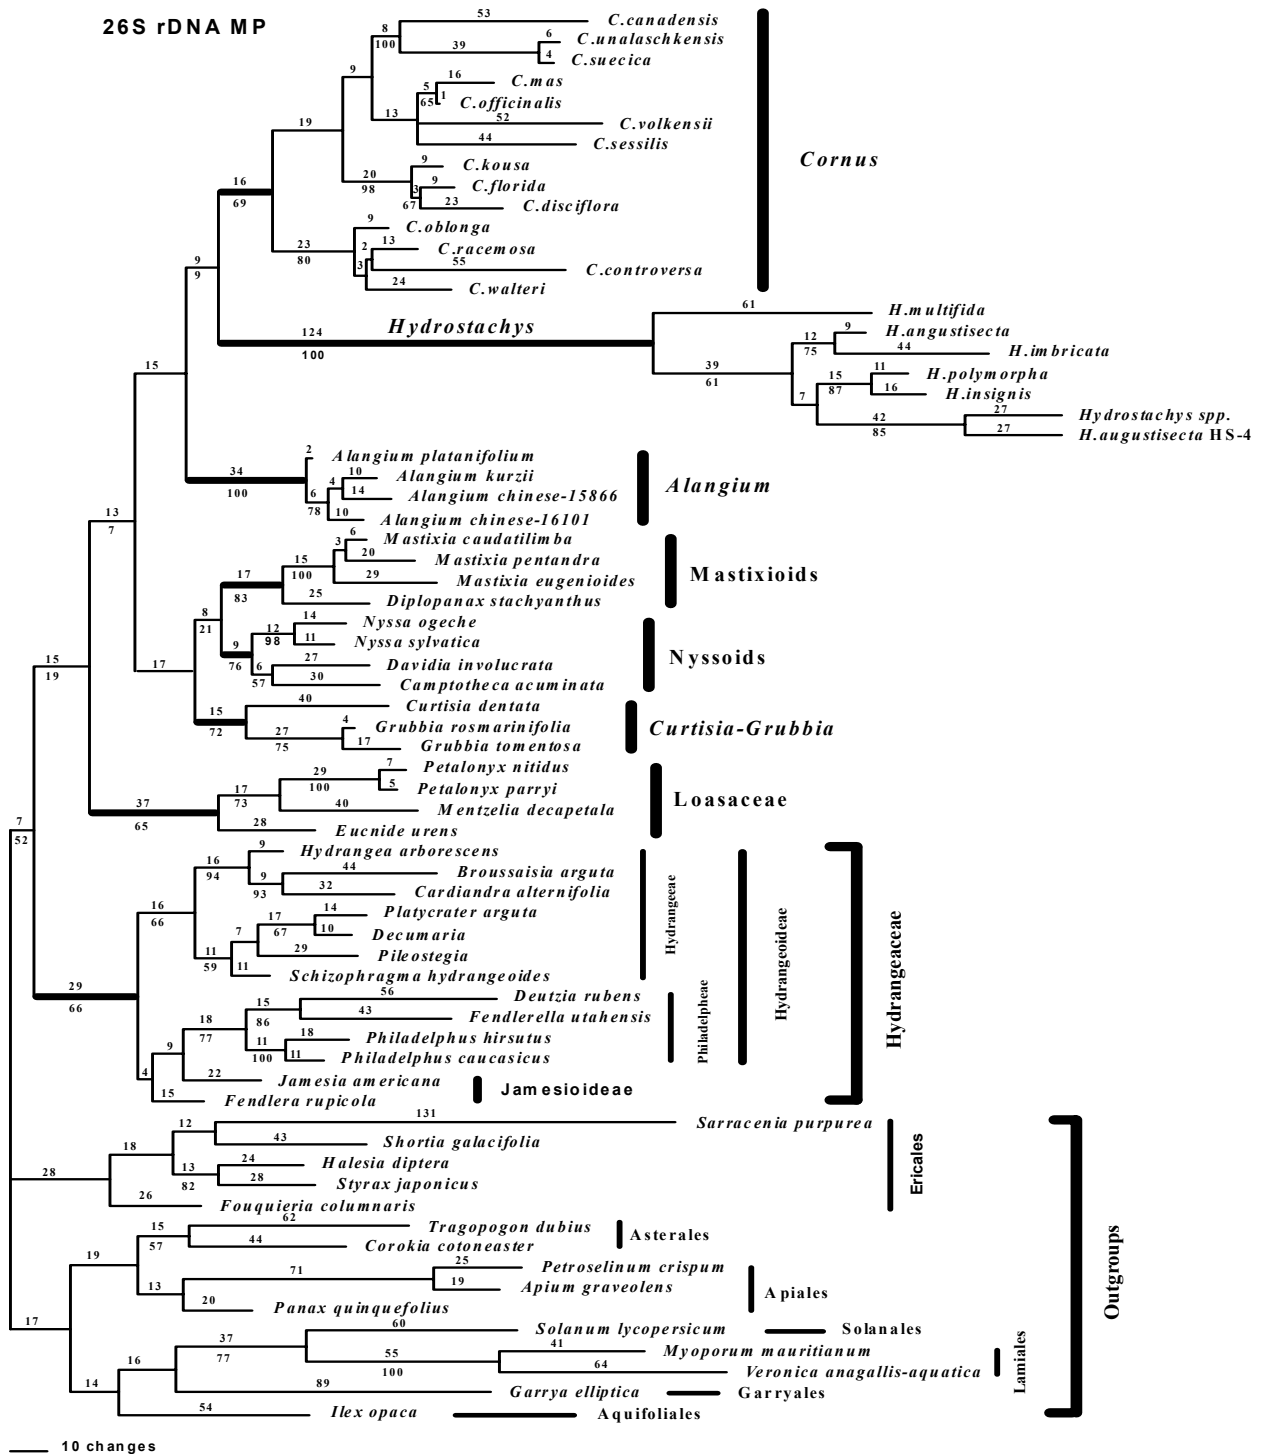 26S rDNA MP
53
C.canadensis
8
100
6
C.unalaschkensis
39
4
C.suecica
9
16
C.mas
5
65
1
C.officinalis
13
52
C.volkensii
44
C.sessilis
19
Cornus
9
C.kousa
20
98
9
C.florida
3
67
23
C.disciflora
16
69
9
C.oblonga
23
80
2
13
C.racemosa
3
55
C.controversa
24
C.walteri
9
9
61
H.multifida
124
Hydrostachys
100
12
75
9
H.angustisecta
44
H.imbricata
39
61
15
87
11
H.polymorpha
16
H.insignis
7
42
85
27
Hydrostachys spp.
27
H.augustisecta HS-4
15
2
Alangium platanifolium
34
100
4
10
Alangium kurzii
6
78
14
Alangium chinese-15866
10
Alangium chinese-16101
Alangium
13
7
6
Mastixia caudatilimba
3
20
Mastixia pentandra
15
100
29
Mastixia eugenioides
17
83
25
Diplopanax stachyanthus
Mastixioids
8
21
14
Nyssa ogeche
12
98
11
Nyssa sylvatica
9
76
27
Davidia involucrata
6
57
30
Camptotheca acuminata
Nyssoids
17
40
Curtisia dentata
15
72
4
Grubbia rosmarinifolia
27
75
17
Grubbia tomentosa
Curtisia-Grubbia
15
19
7
Petalonyx nitidus
29
100
5
Petalonyx parryi
17
73
40
Mentzelia decapetala
37
65
28
Eucnide urens
Loasaceae
7
52
9
Hydrangea arborescens
16
94
44
Broussaisia arguta
9
93
32
Cardiandra alternifolia
16
66
14
Platycrater arguta
17
67
10
Decumaria
7
29
Pileostegia
11
59
11
Schizophragma hydrangeoides
Hydrangeeae
Hydrangeoideae
Hydrangeaceae
29
66
56
Deutzia rubens
15
86
43
Fendlerella utahensis
18
77
18
Philadelphus hirsutus
11
100
11
Philadelphus caucasicus
Philadelpheae
9
22
Jamesia americana
4
15
Fendlera rupicola
Jamesioideae
131
Sarracenia purpurea
12
43
Shortia galacifolia
18
24
Halesia diptera
13
82
28
Styrax japonicus
28
26
Fouquieria columnaris
Ericales
62
Tragopogon dubius
15
57
44
Corokia cotoneaster
Asterales
19
25
Petroselinum crispum
71
19
Apium graveolens
13
20
Panax quinquefolius
Apiales
Outgroups
17
60
Solanum lycopersicum
Solanales
37
77
41
Myoporum mauritianum
55
100
64
Veronica anagallis-aquatica
Lamiales
16
89
Garrya elliptica
Garryales
14
54
Ilex opaca
Aquifoliales
10 changes